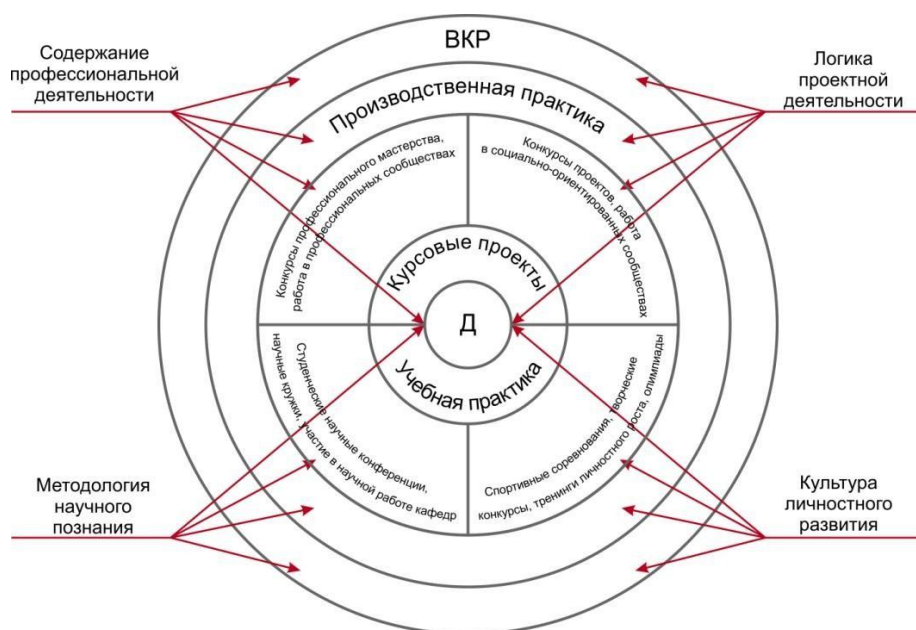 ВКР
Содержание
профессиональной
деятельности
Логика
проектной
деятельности
Производственная практика
Конкурсы профессионального мастерства,
работа в профессиональных сообществах
Конкурсы проектов, работа
в социально-ориентированных сообществах
Курсовые проекты
Д
Учебная практика
Студенческие научные конференции,
научные кружки, участие в научной работе кафедр
Спортивные соревнования, творческие
конкурсы, тренинги личностного роста, олимпиады
Методология
научного
познания
Культура
личностного
развития